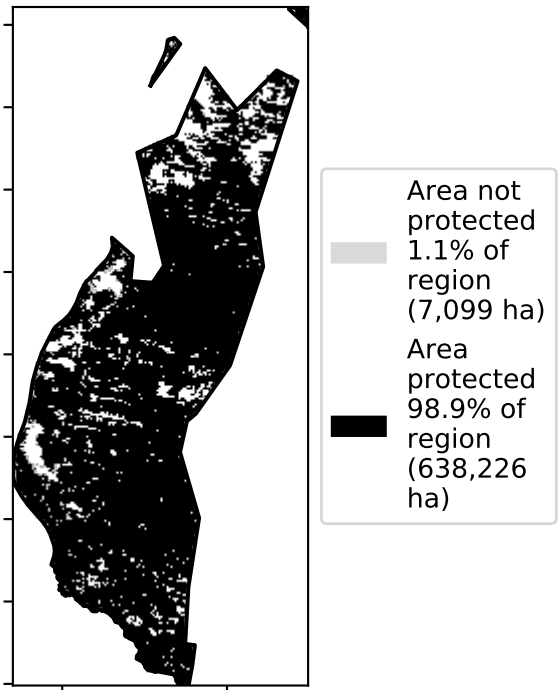 Area not
protected
1.1% of
region
(7,099 ha)
Area
protected
98.9% of
region
(638,226
ha)